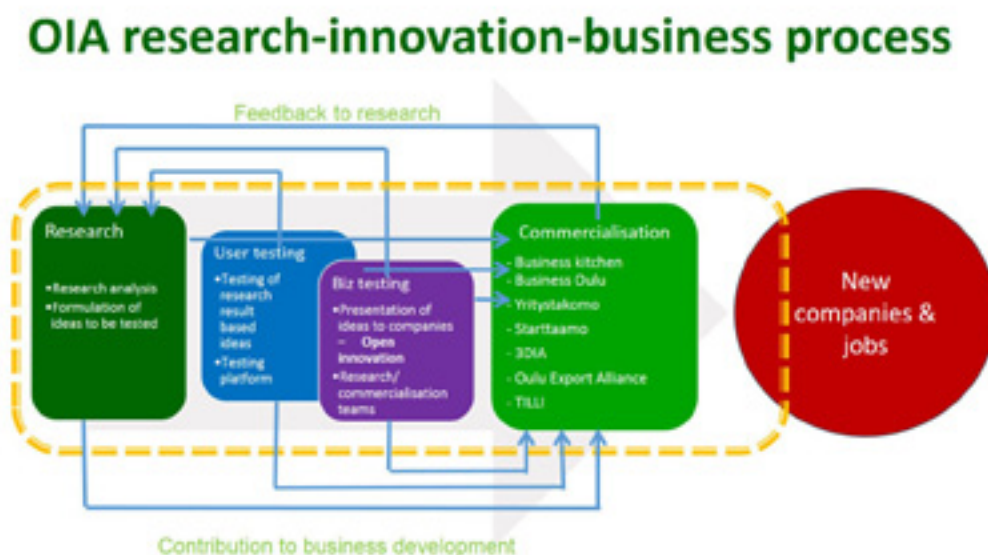 OIA research-innovation-business process
Feedback to research
Research
•Research analysis
•Formulation of
ideas to be tested
User testing
•Testing of
research
result
based
ideas
•Testing
platform
Biz testing
•Presentation of
ideas to companies
– Open
innovation
•Research/
commercialisation
teams
Commercialisation
- Business kitchen
- Business Oulu
- Yritystakomo
- Starttaamo
- 3DIA
- Oulu Export Alliance
- TILLI
New
companies &
jobs
Contribution to business development